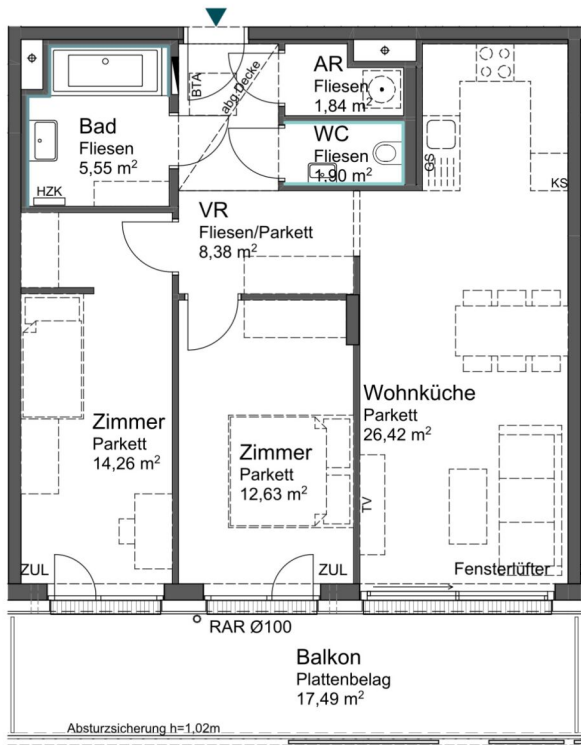 BTA
abg.Decke
AR
Fliesen
1,84 m²
Bad
Fliesen
5,55 m²
WC
Fliesen
1,90 m²
GS
KS
HZK
VR
Fliesen/Parkett
8,38 m²
Zimmer
Parkett
14,26 m²
Zimmer
Parkett
12,63 m²
Wohnküche
Parkett
26,42 m²
TV
ZUL
ZUL
Fensterlüfter
RAR Ø100
Balkon
Plattenbelag
17,49 m²
Absturzsicherung h=1,02m